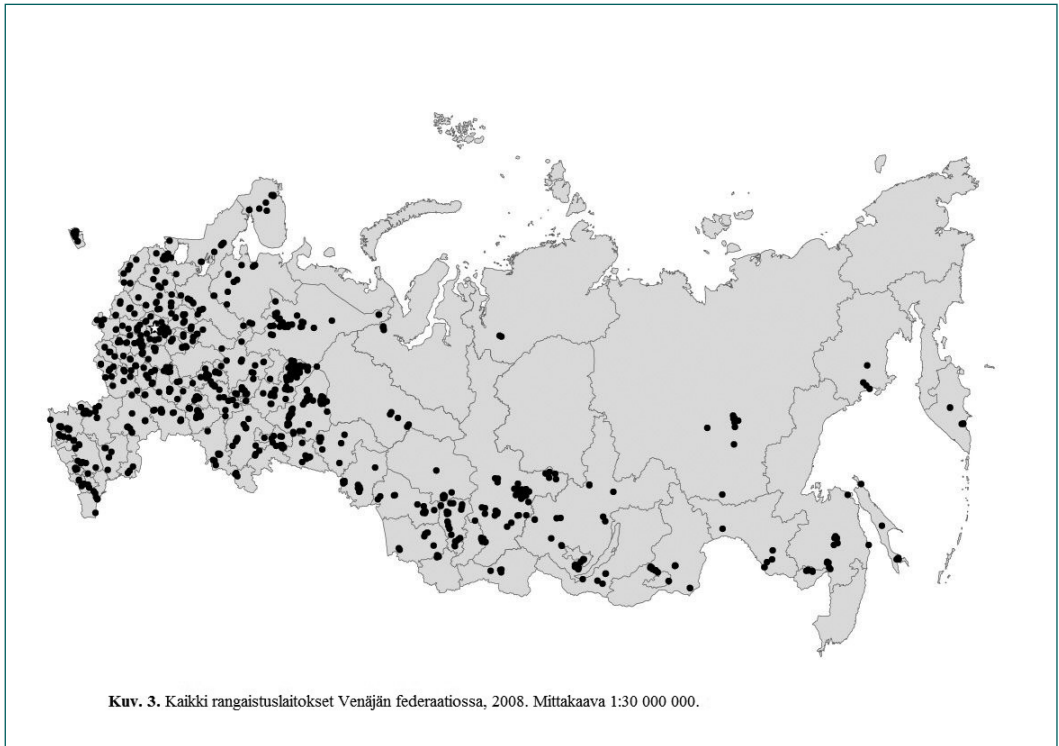 Kuv. 3. Kaikki rangaistuslaitokset Venäjän federaatiossa, 2008. Mittakaava 1:30 000 000.